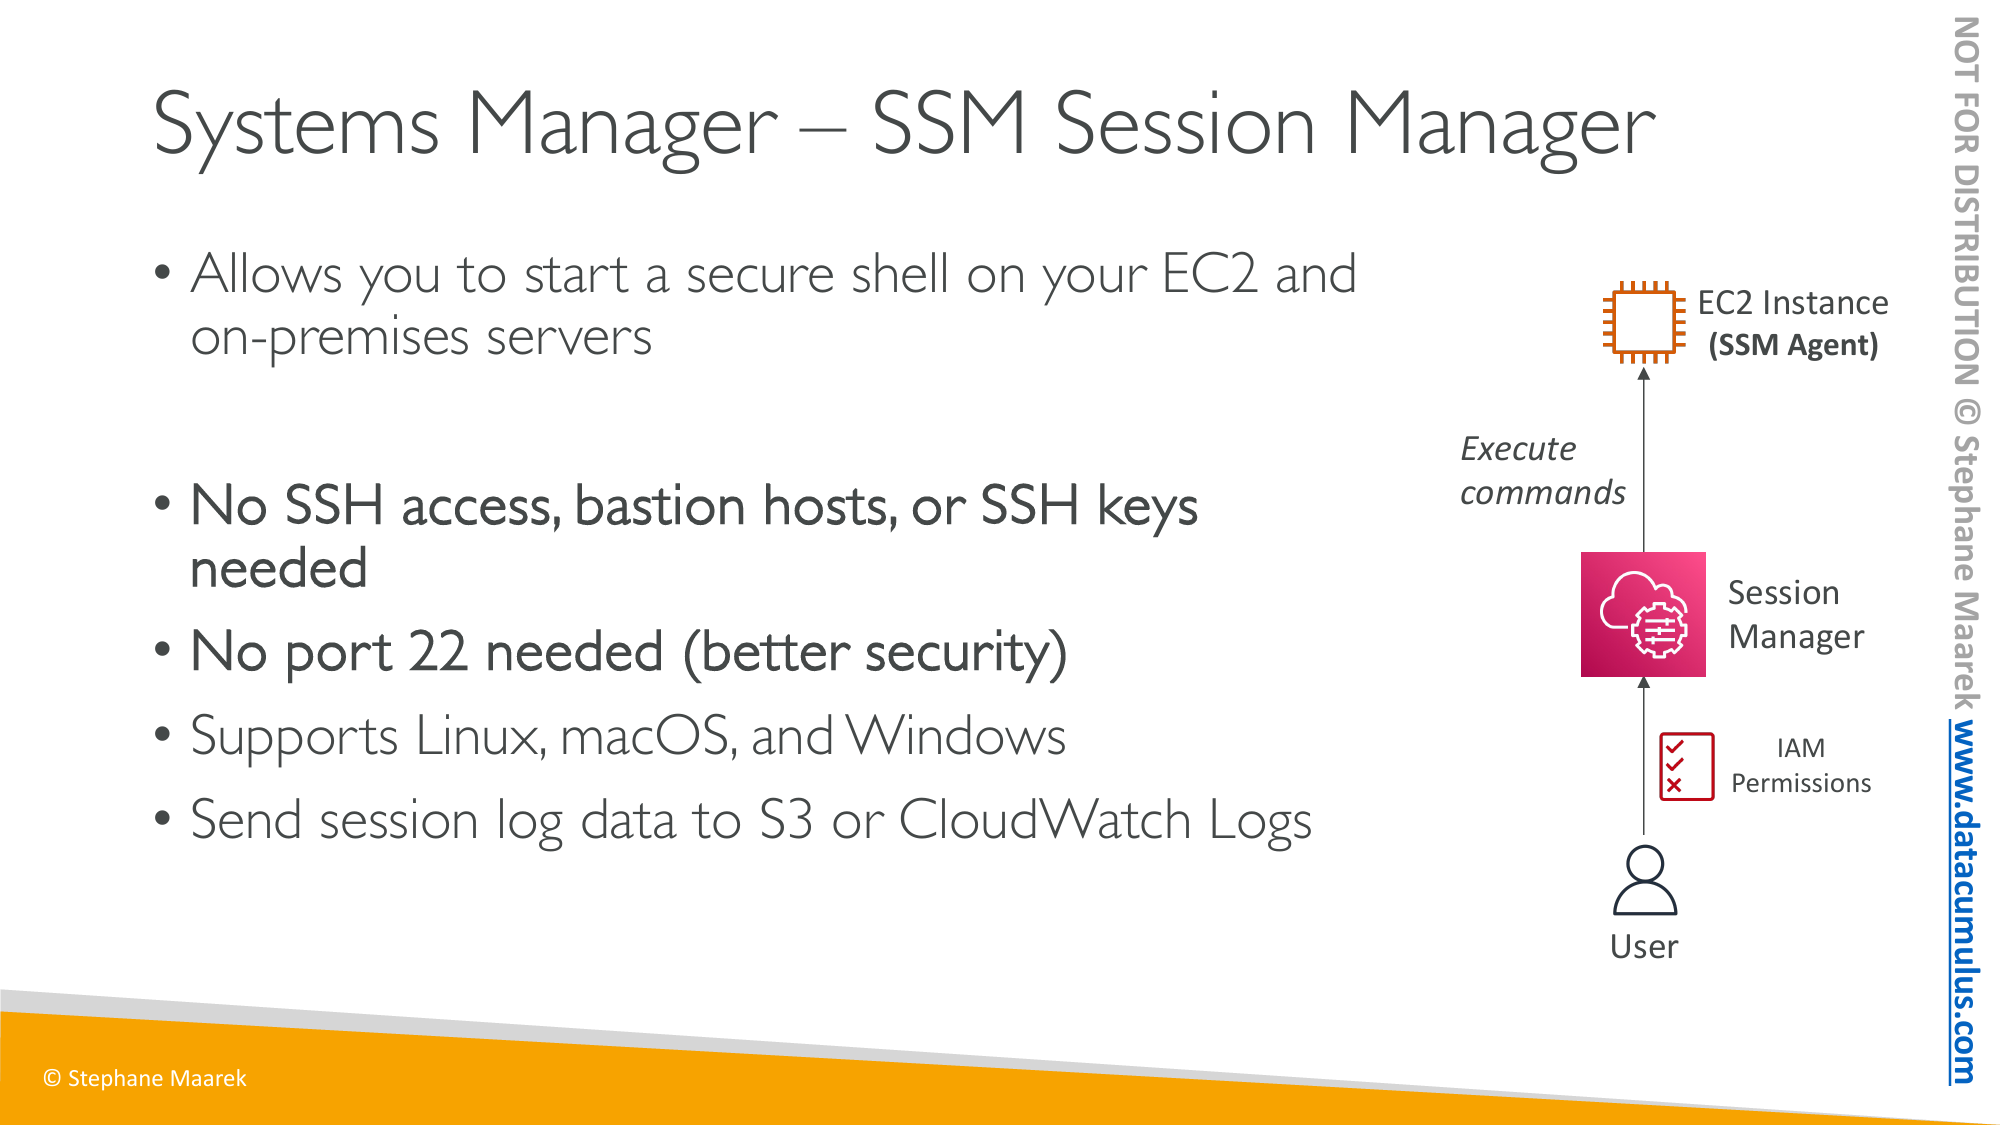 Systems Manager – SSM Session Manager
• Allows you to start a secure shell on your EC2 and
on-premises servers
• No SSH access, bastion hosts, or SSH keys
needed
• No port 22 needed (better security)
• Supports Linux, macOS, and Windows
• Send session log data to S3 or CloudWatch Logs
EC2 Instance
(SSM Agent)
Execute
commands
Session
Manager
IAM
Permissions
User
© Stephane Maarek
NOT FOR DISTRIBUTION © Stephane Maarek www.datacumulus.com